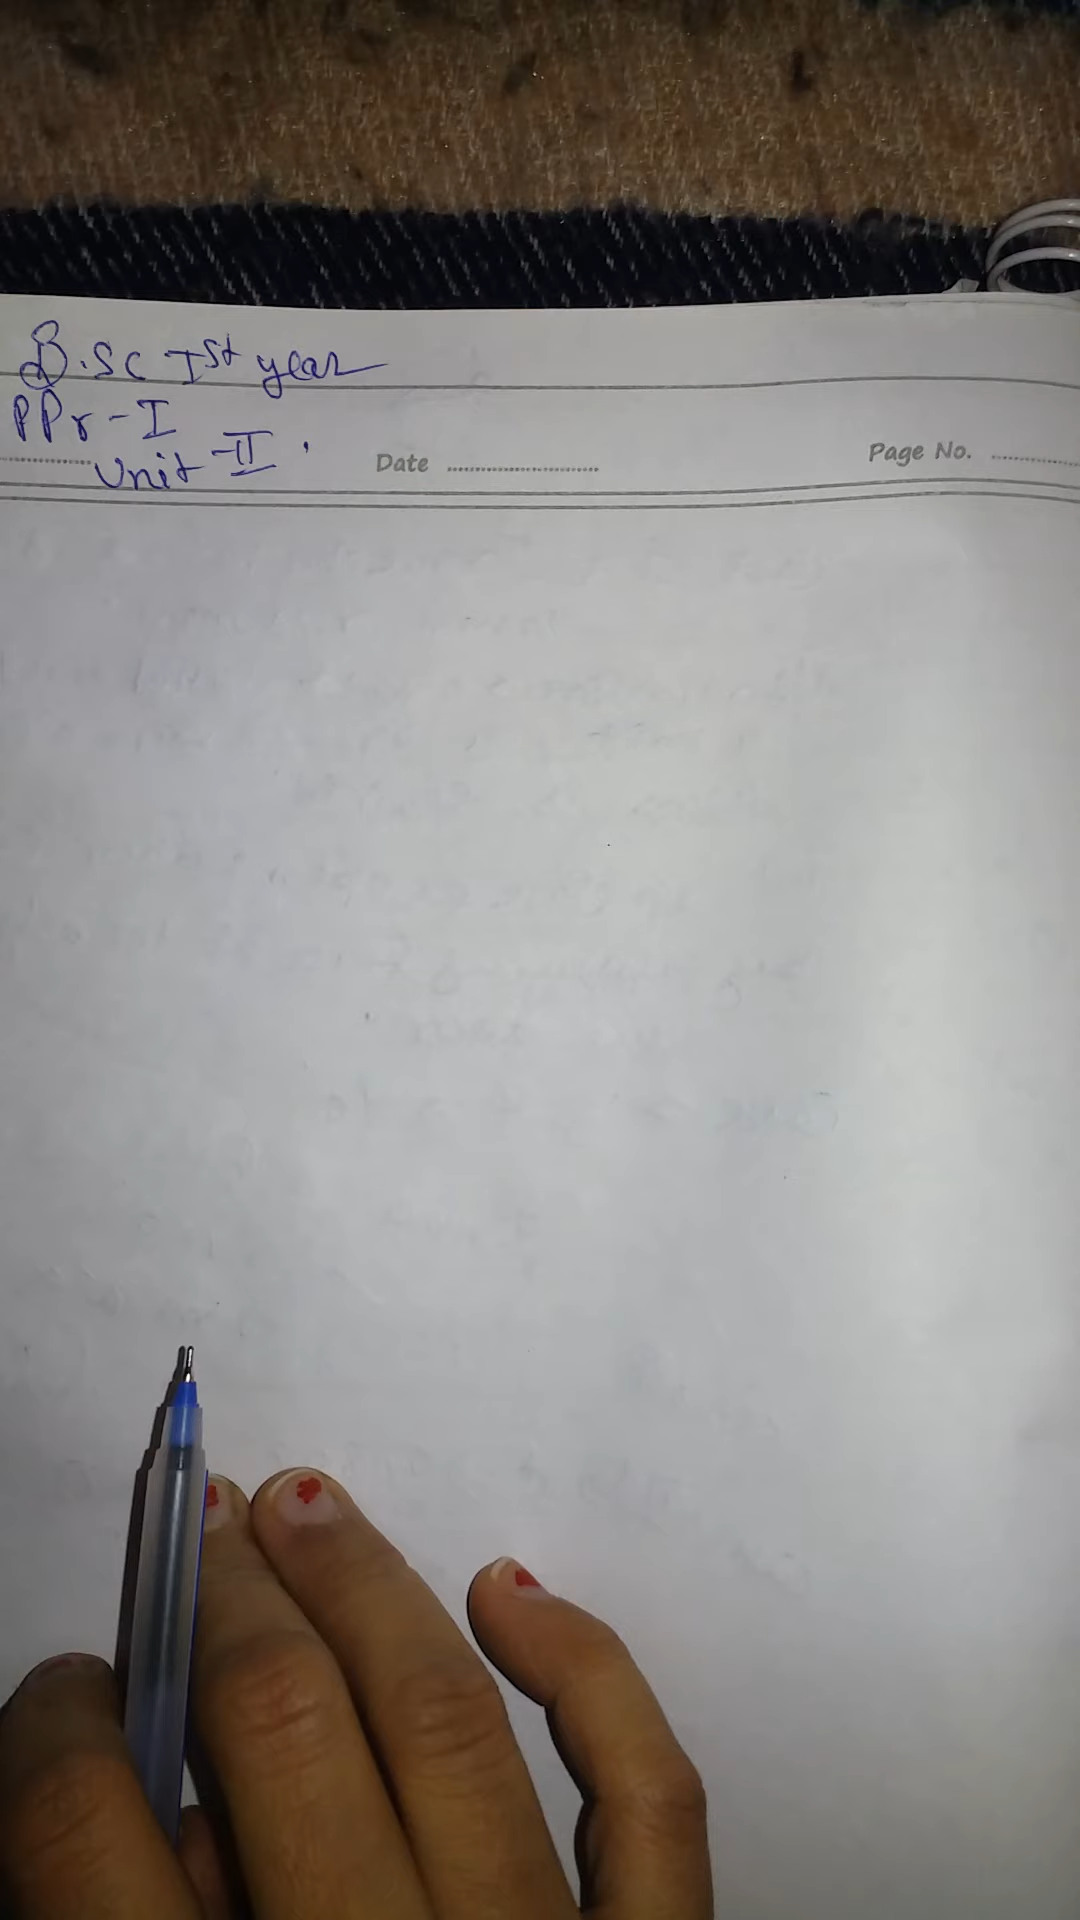 B.SC Ist year
PPr-I
Unit-II
Date
Page No.